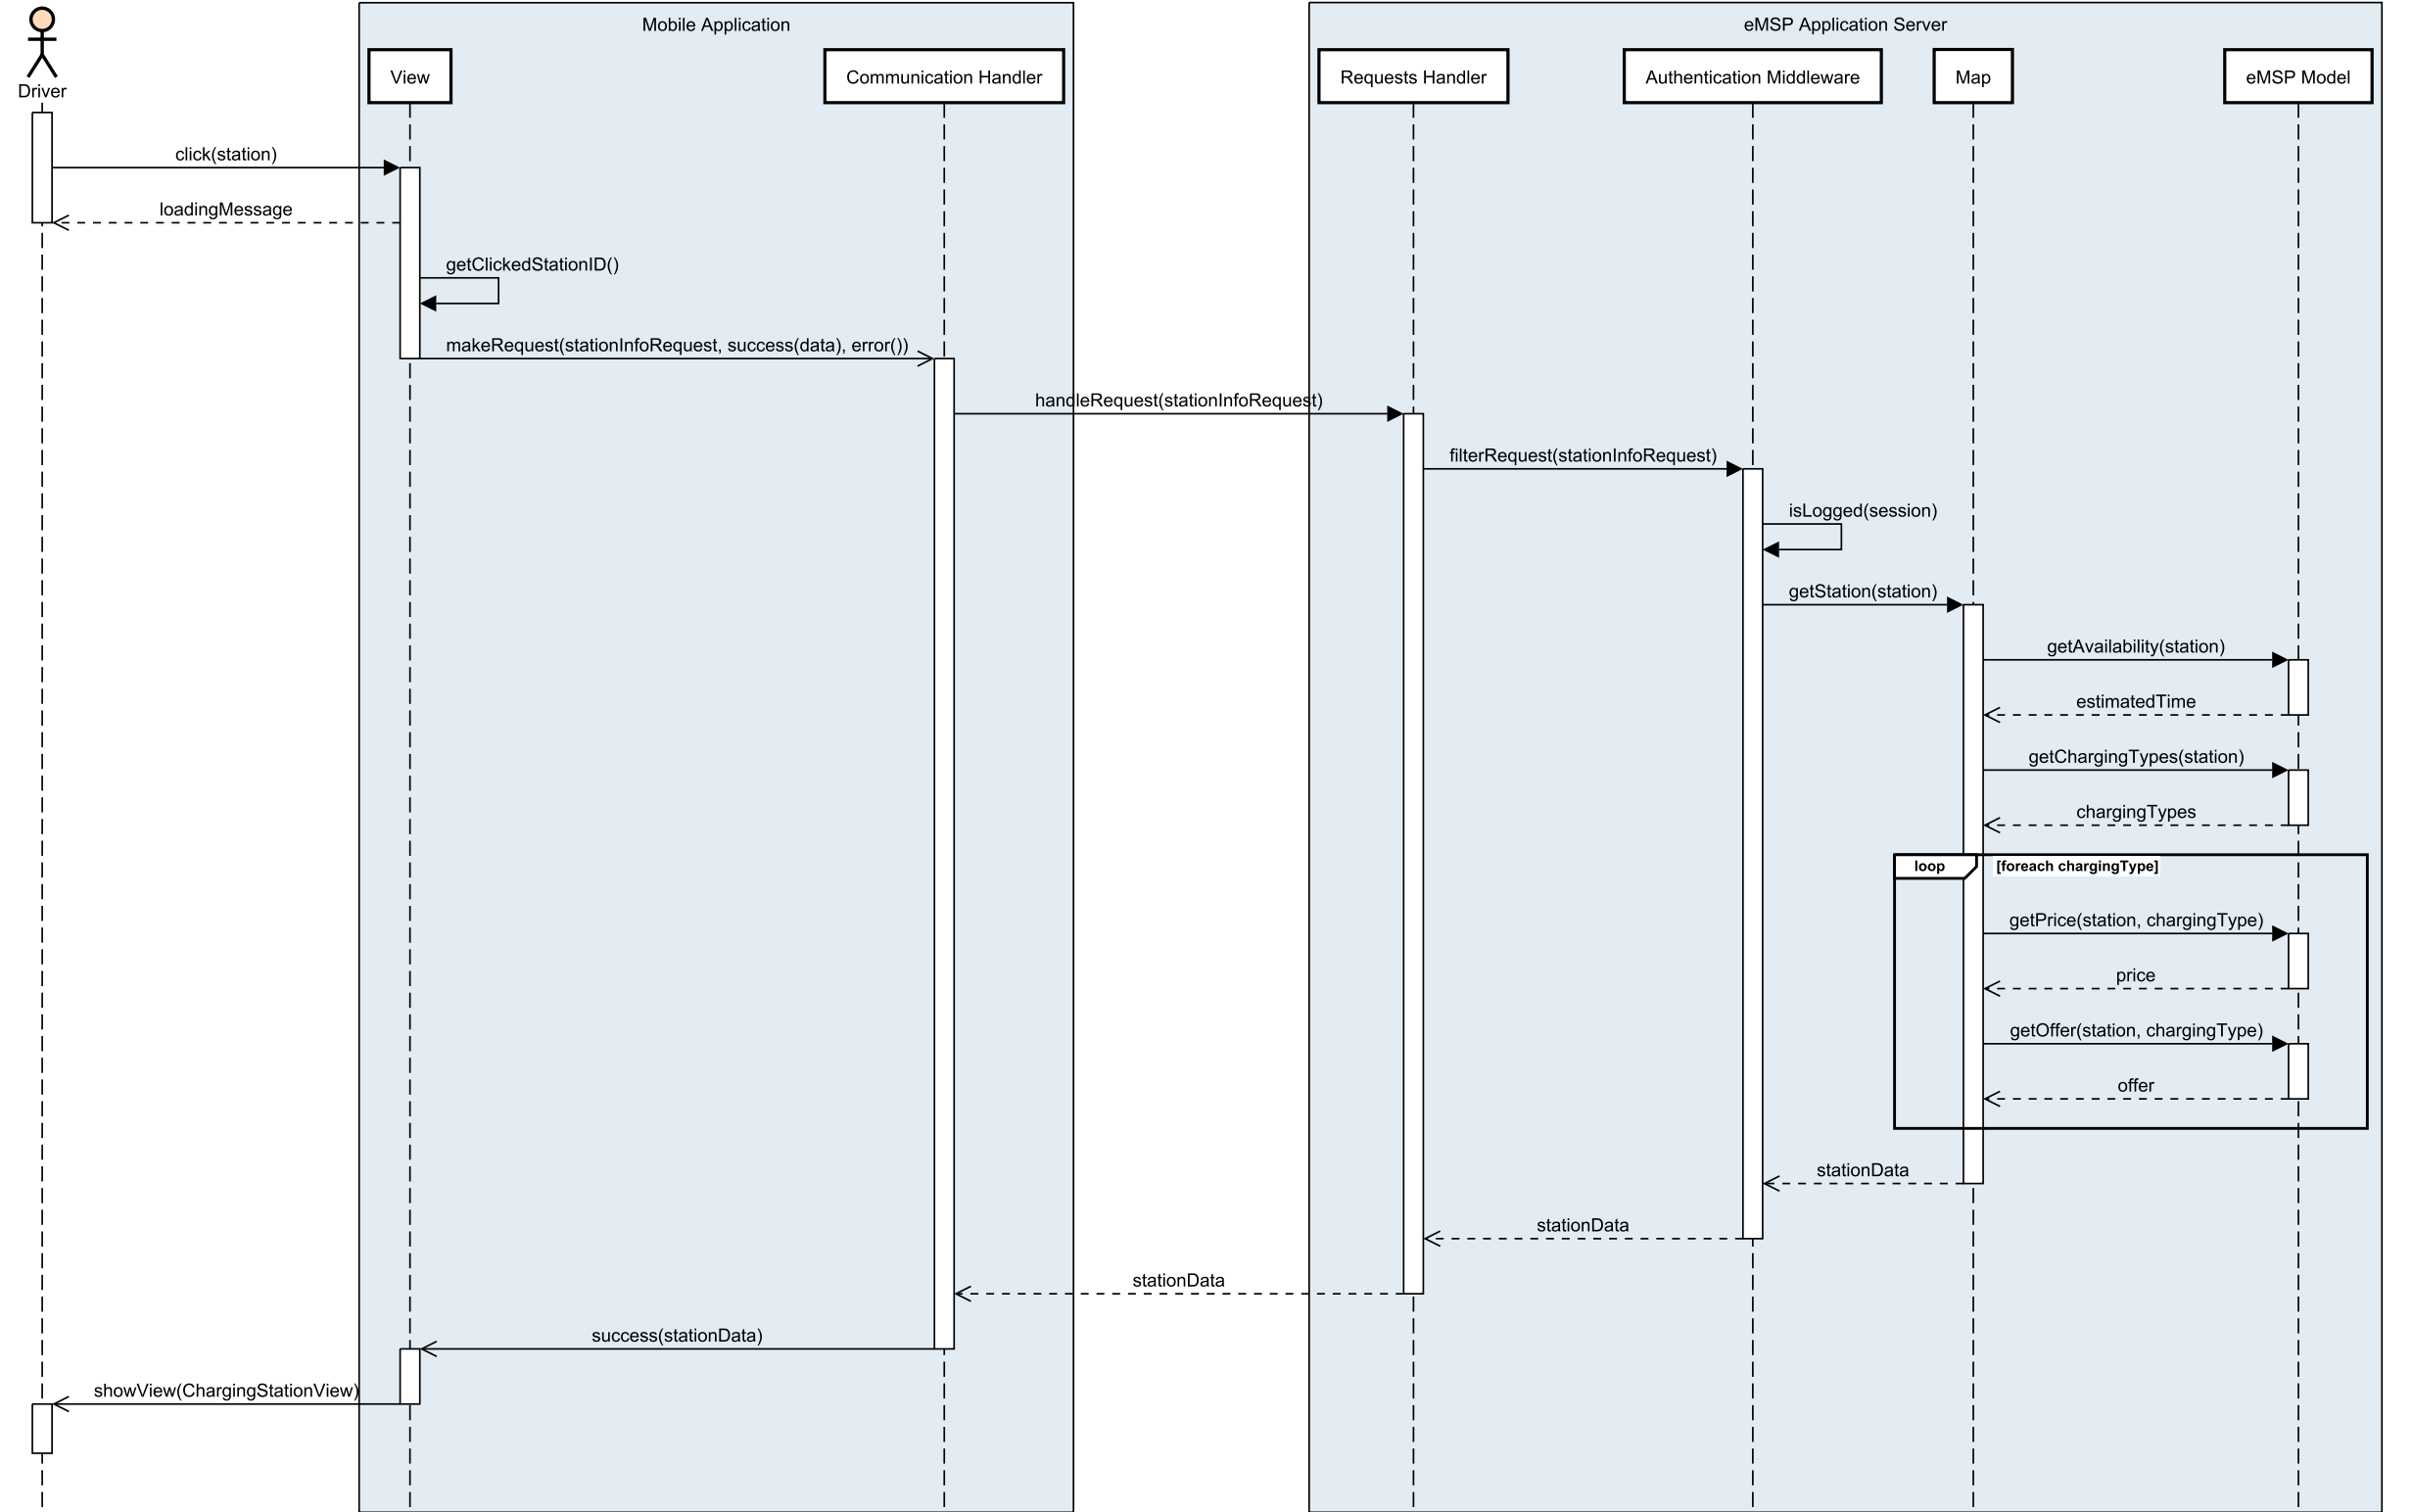 Mobile Application
eMSP Application Server
Driver
View
Communication Handler
Requests Handler
Authentication Middleware
Map
eMSP Model
click(station)
loadingMessage
getClickedStationID()
makeRequest(stationInfoRequest, success(data), error())
handleRequest(stationInfoRequest)
filterRequest(stationInfoRequest)
isLogged(session)
getStation(station)
getAvailability(station)
estimatedTime
getChargingTypes(station)
chargingTypes
loop [foreach chargingType]
getPrice(station, chargingType)
price
getOffer(station, chargingType)
offer
stationData
stationData
stationData
success(stationData)
showView(ChargingStationView)